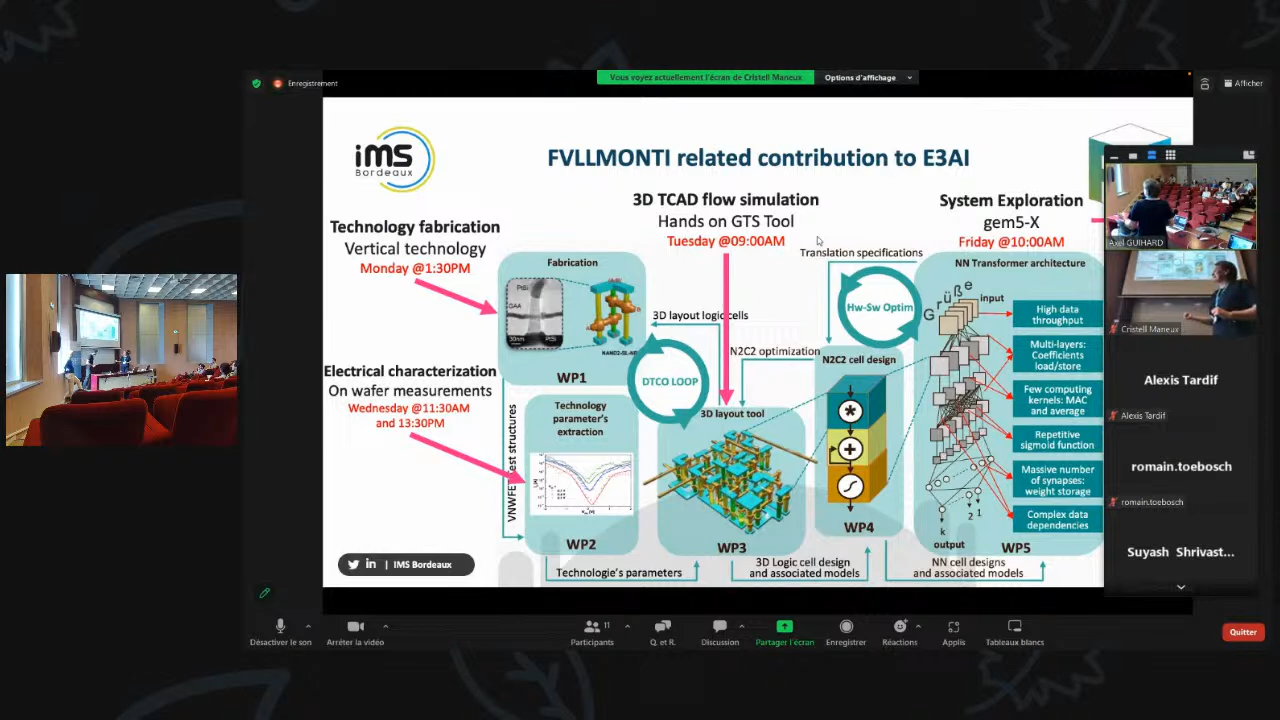 Enregistrement
Vous voyez actuellement l'écran de Cristell Maneux
Options d'affichage
Afficher
iMS
Bordeaux
FVLLMONTI related contribution to E3AI
Technology fabrication
Vertical technology
Monday @1:30PM
3D TCAD flow simulation
Hands on GTS Tool
Tuesday @09:00AM
System Exploration
gem5-X
Friday @10:00AM
Electrical characterization
On wafer measurements
Wednesday @11:30AM
and 13:30PM
Fabrication
PtSi
GAA
30nm
PtSi
WP1
3D layout logic cells
DTCO LOOP
Technology
parameter's
extraction
WP2
3D layout tool
WP3
Translation specifications
Hw-Sw Optim
N2C2 optimization
N2C2 cell design
*
+
WP4
NN Transformer architecture
Grüße
input
High data
throughput
Multi-layers:
Coefficients
load/store
Few computing
kernels: MAC
and average
Repetitive
sigmoid function
Massive number
of synapses:
weight storage
Complex data
dependencies
k
2
1
output
WP5
Technologie's parameters
3D Logic cell design
and associated models
NN cell designs
and associated models
in | IMS Bordeaux
Axel GUIHARD
Cristell Maneux
Alexis Tardif
Alexis Tardif
romain.toebosch
romain.toebosch
Suyash Shrivast...
Désactiver le son
Arrêter la vidéo
11
Participants
Q. et R.
Discussion
Partager l'écran
Enregistrer
Réactions
Applis
Tableaux blancs
Quitter